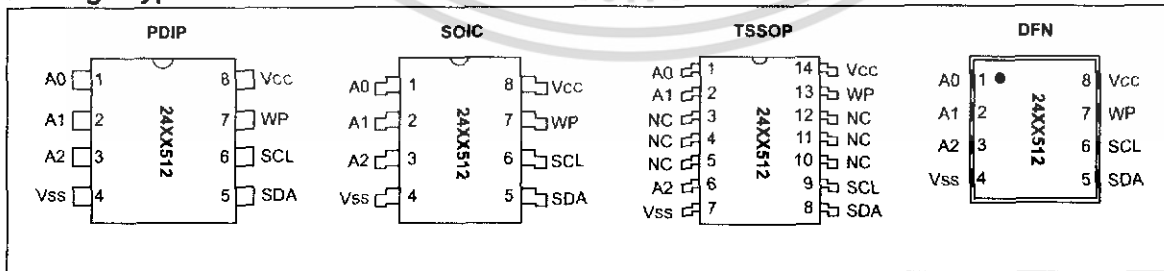 PDIP
A0 1 8 Vcc
A1 2 7 WP
A2 3 6 SCL
Vss 4 5 SDA
24XX512
SOIC
A0 1 8 Vcc
A1 2 7 WP
A2 3 6 SCL
Vss 4 5 SDA
24XX512
TSSOP
A0 1 14 Vcc
A1 2 13 WP
NC 3 12 NC
NC 4 11 NC
NC 5 10 NC
A2 6 9 SCL
Vss 7 8 SDA
24XX512
DFN
A0 1 8 Vcc
A1 2 7 WP
A2 3 6 SCL
Vss 4 5 SDA
24XX512